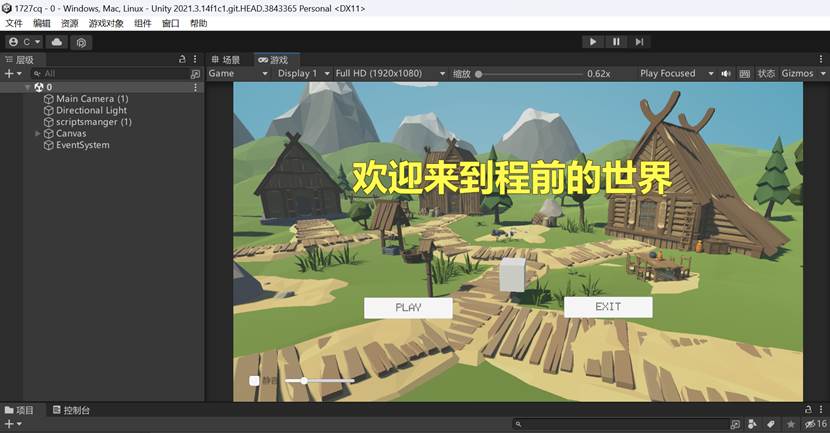 1727cq - 0 - Windows, Mac, Linux - Unity 2021.3.14f1c1.git.HEAD.3843365 Personal <DX11>
文件 编辑 资源 游戏对象 组件 窗口 帮助
C
层级 场景 游戏
All Game Display 1 Full HD (1920x1080) 缩放 0.62x Play Focused 状态 Gizmos
0
Main Camera (1)
Directional Light
scriptsmanger (1)
Canvas
EventSystem
欢迎来到程前的世界
PLAY EXIT
静音
项目 控制台
16